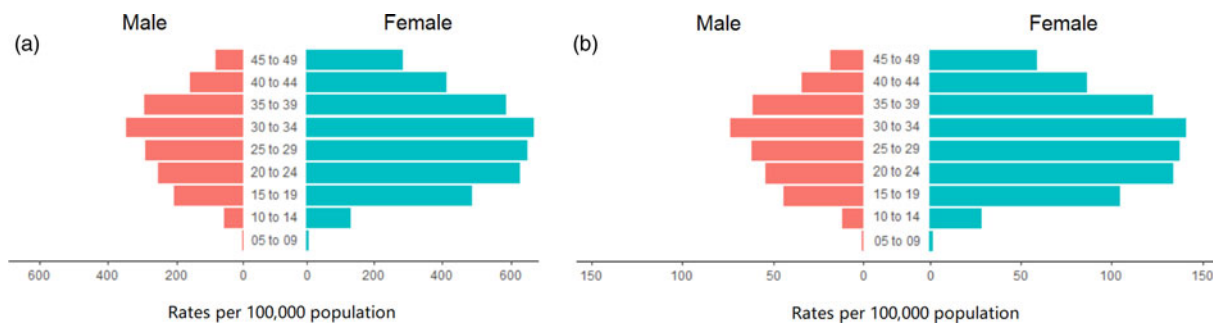 Male Female
(a)
45 to 49
40 to 44
35 to 39
30 to 34
25 to 29
20 to 24
15 to 19
10 to 14
05 to 09
600 400 200 0 0 200 400 600
Rates per 100,000 population
Male Female
(b)
45 to 49
40 to 44
35 to 39
30 to 34
25 to 29
20 to 24
15 to 19
10 to 14
05 to 09
150 100 50 0 0 50 100 150
Rates per 100,000 population